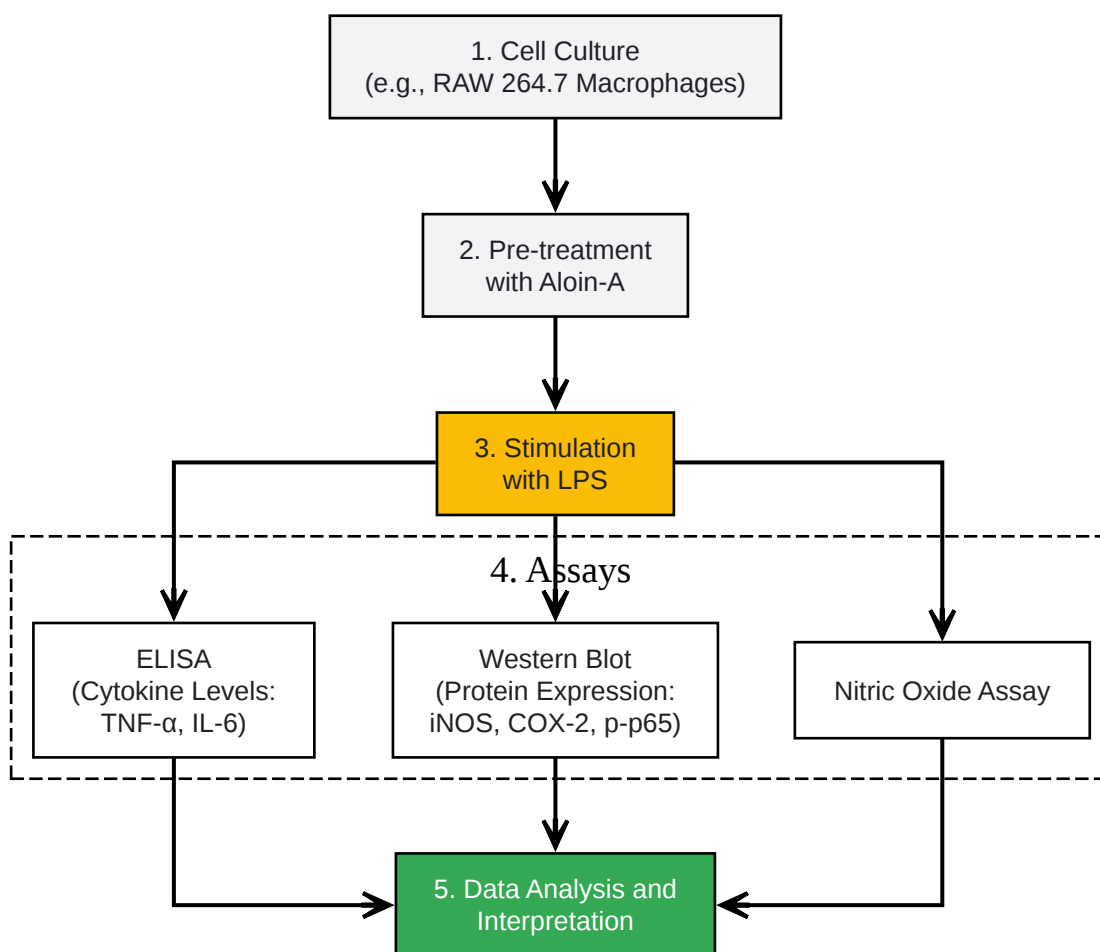 1. Cell Culture
(e.g., RAW 264.7 Macrophages)
2. Pre-treatment
with Aloin-A
3. Stimulation
with LPS
4. Assays
ELISA
(Cytokine Levels:
TNF-α, IL-6)
Western Blot
(Protein Expression:
iNOS, COX-2, p-p65)
Nitric Oxide Assay
5. Data Analysis and
Interpretation